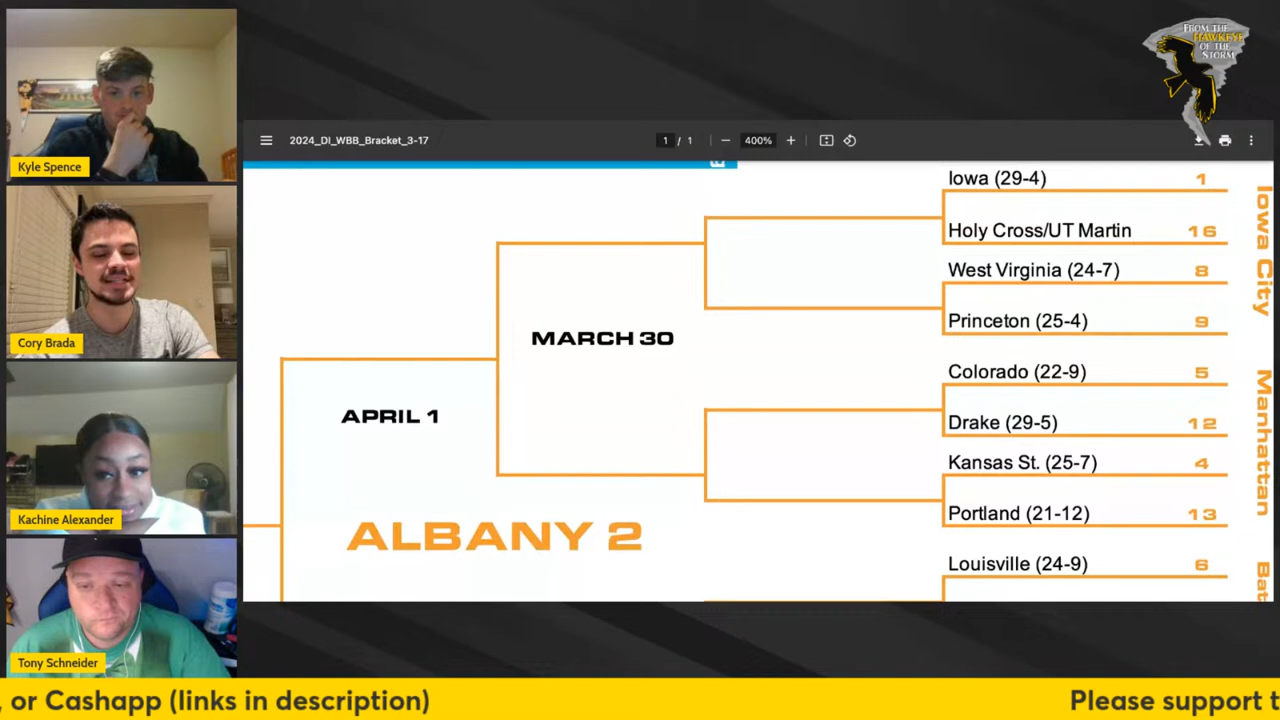 FROM THE
HAWKEYE
OF THE
STORM
2024_DI_WBB_Bracket_3-17
1 / 1
400%
Kyle Spence
Cory Brada
Kachine Alexander
Tony Schneider
Iowa (29-4) 1
Holy Cross/UT Martin 16
West Virginia (24-7) 8
Princeton (25-4) 9
Colorado (22-9) 5
Drake (29-5) 12
Kansas St. (25-7) 4
Portland (21-12) 13
Louisville (24-9) 6
MARCH 30
APRIL 1
ALBANY 2
Iowa City
Manhattan
Bat
, or Cashapp (links in description)
Please support t